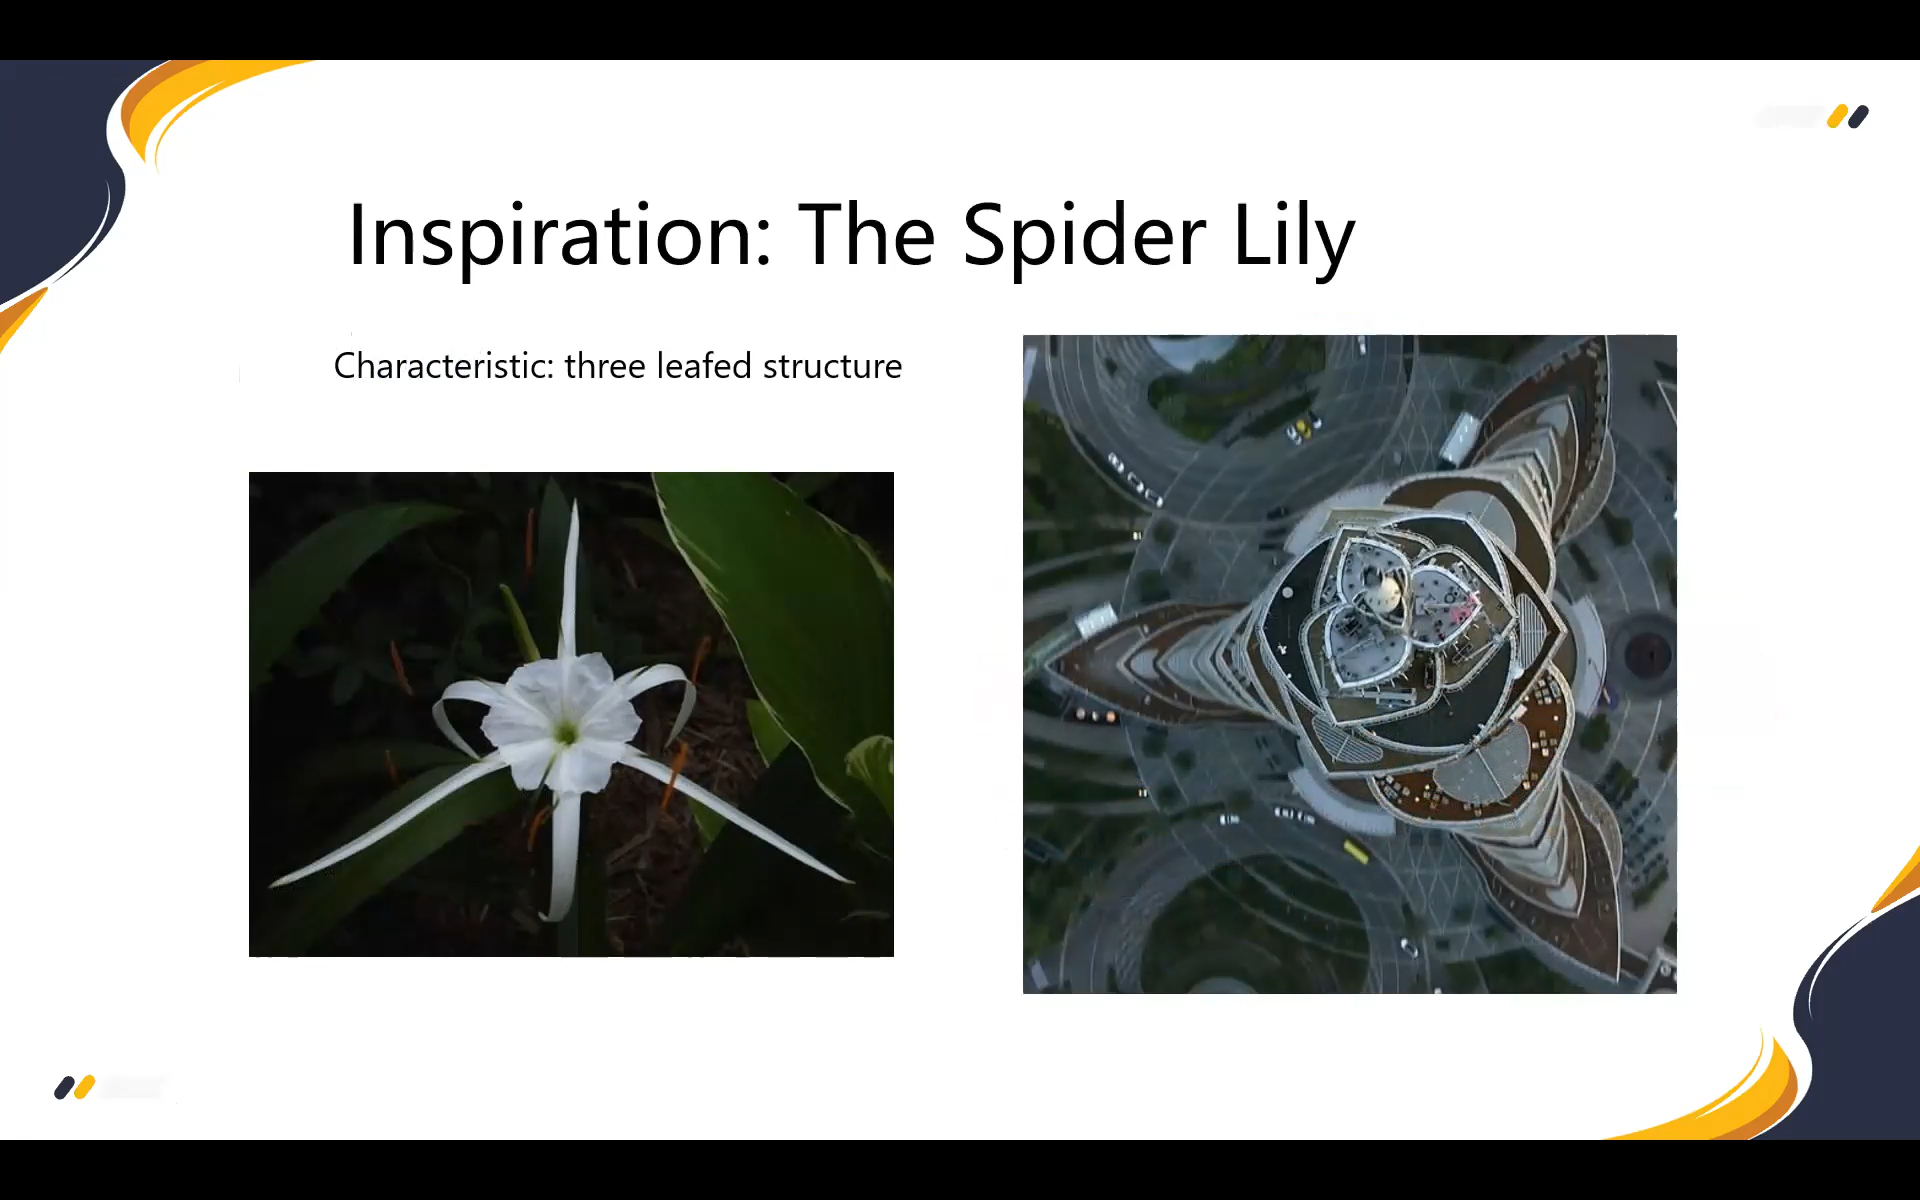 Inspiration: The Spider Lily
Characteristic: three leafed structure